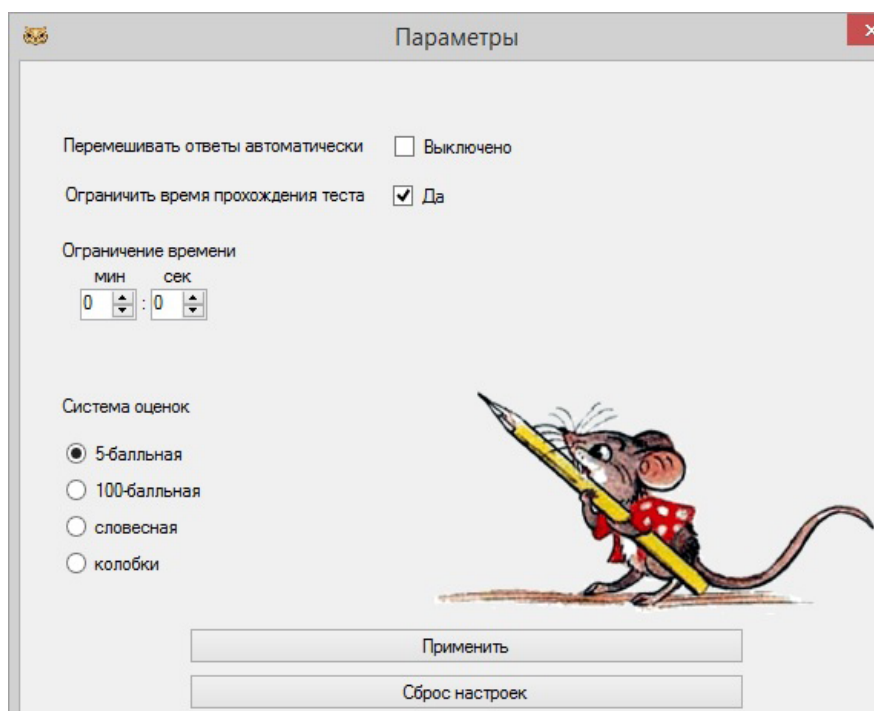 Параметры
Перемешивать ответы автоматически Выключено
Ограничить время прохождения теста Да
Ограничение времени
мин сек
0 : 0
Система оценок
5-балльная
100-балльная
словесная
колобки
Применить
Сброс настроек